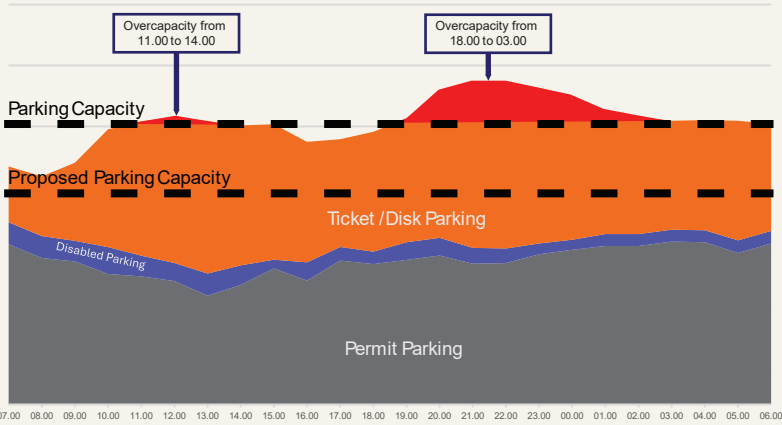 Overcapacity from
11.00 to 14.00
Overcapacity from
18.00 to 03.00
Parking Capacity
Proposed Parking Capacity
Ticket /Disk Parking
Disabled Parking
Permit Parking
07.00 08.00 09.00 10.00 11.00 12.00 13.00 14.00 15.00 16.00 17.00 18.00 19.00 20.00 21.00 22.00 23.00 00.00 01.00 02.00 03.00 04.00 05.00 06.00